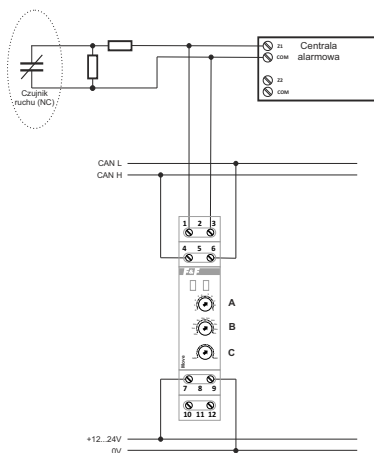 Z1
Centrala
COM
alarmowa
Z2
COM
Czujnik
ruchu (NC)
CAN L
CAN H
1 2 3
4 5 6
F&F
A
B
C
Move
7 8 9
10 11 12
+12...24V
0V